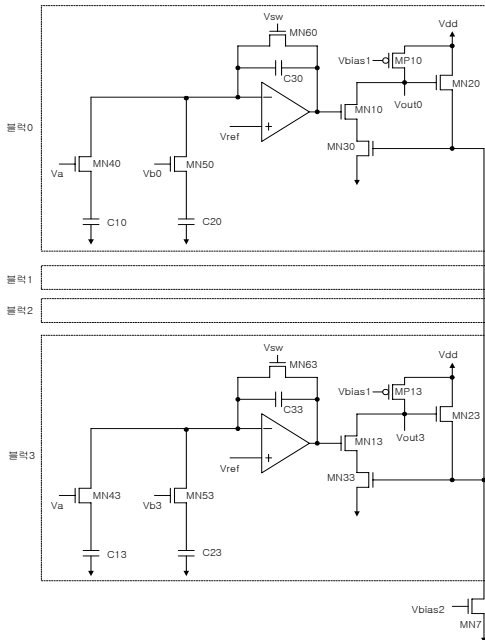 Vsw
MN60
C30
Vdd
Vbias1
MP10
MN20
MN10
Vout0
Vref
MN30
블럭0
Va
MN40
Vb0
MN50
C10
C20
블럭1
블럭2
Vsw
MN63
C33
Vdd
Vbias1
MP13
MN23
MN13
Vout3
Vref
MN33
블럭3
Va
MN43
Vb3
MN53
C13
C23
Vbias2
MN7